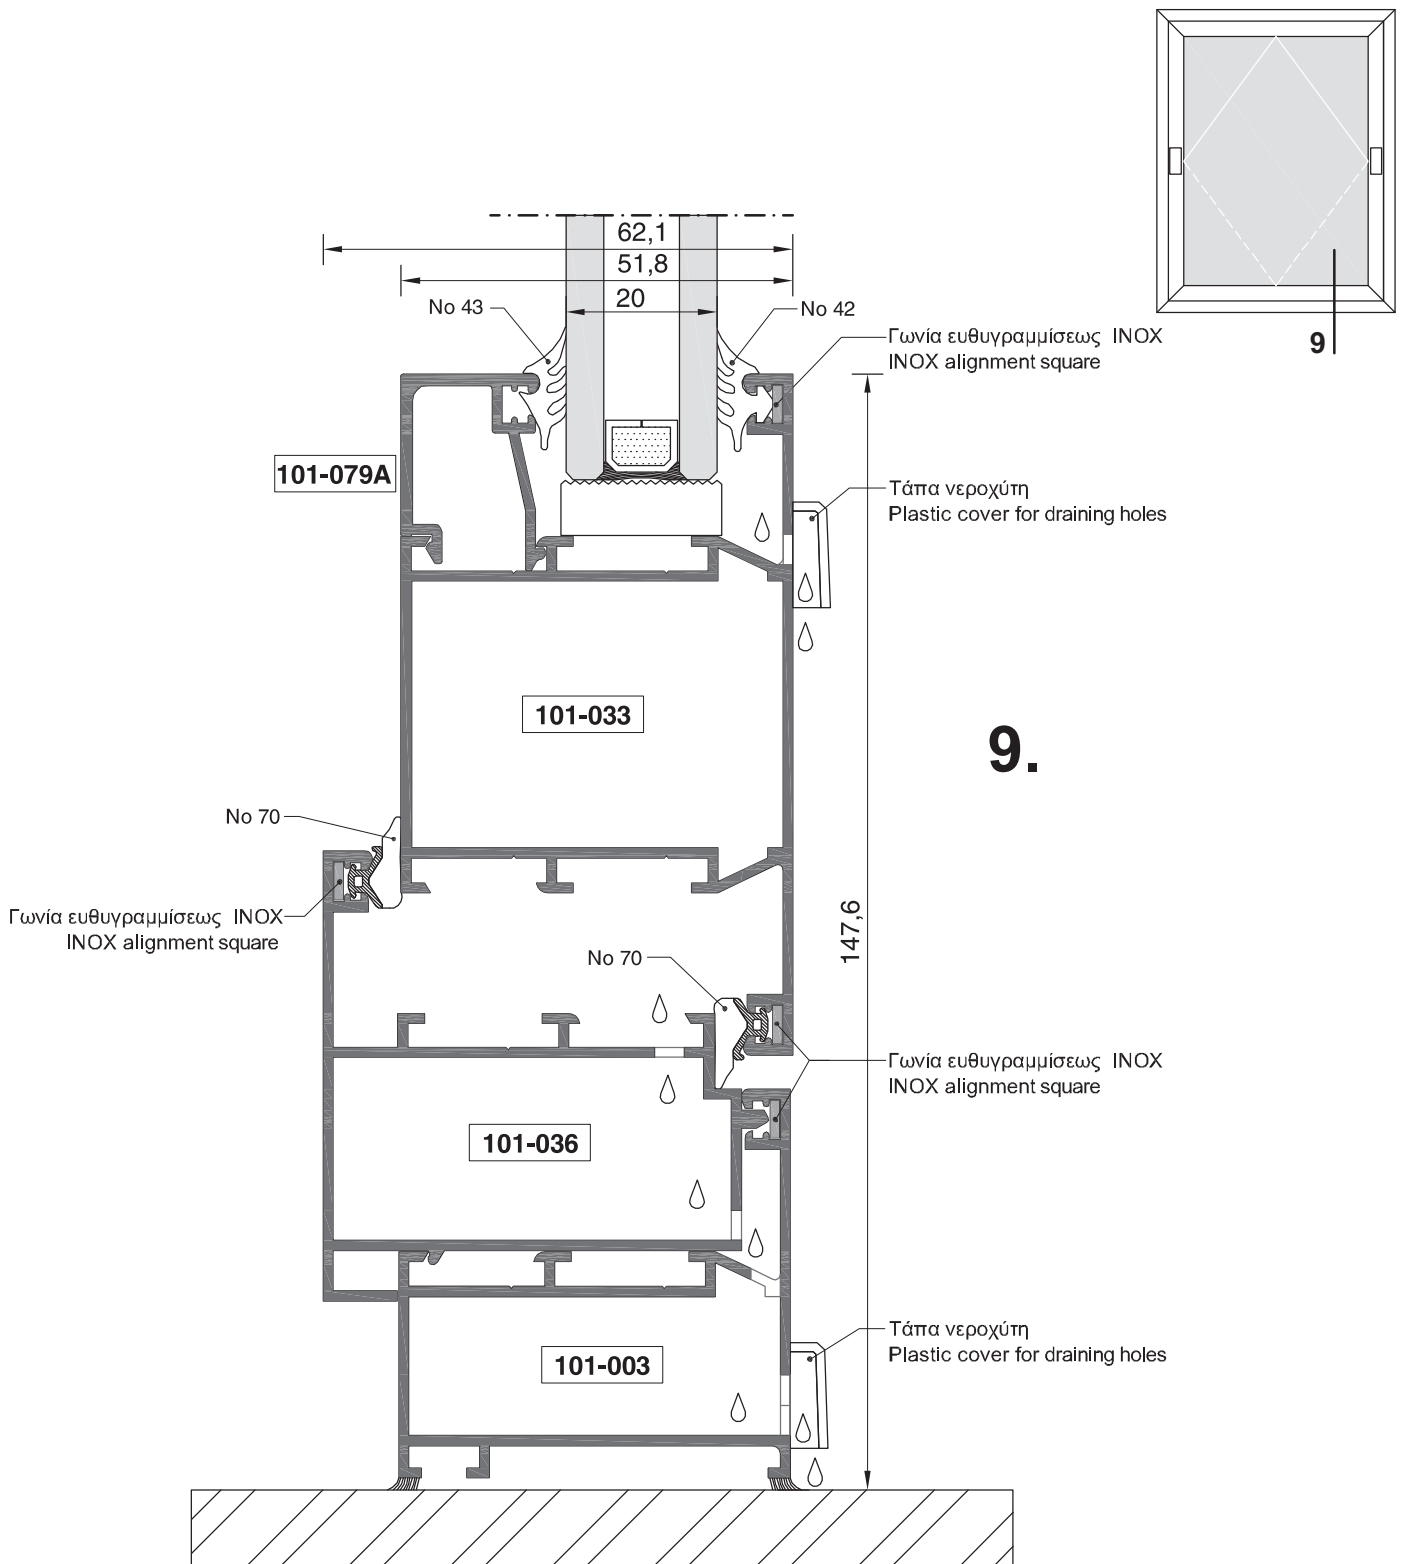 62,1
51,8
20
No 43
No 42
9
Γωνία ευθυγραμμίσεως INOX
INOX alignment square
101-079A
Τάπα νεροχύτη
Plastic cover for draining holes
101-033
9.
No 70
Γωνία ευθυγραμμίσεως INOX
INOX alignment square
147,6
No 70
Γωνία ευθυγραμμίσεως INOX
INOX alignment square
101-036
Τάπα νεροχύτη
Plastic cover for draining holes
101-003